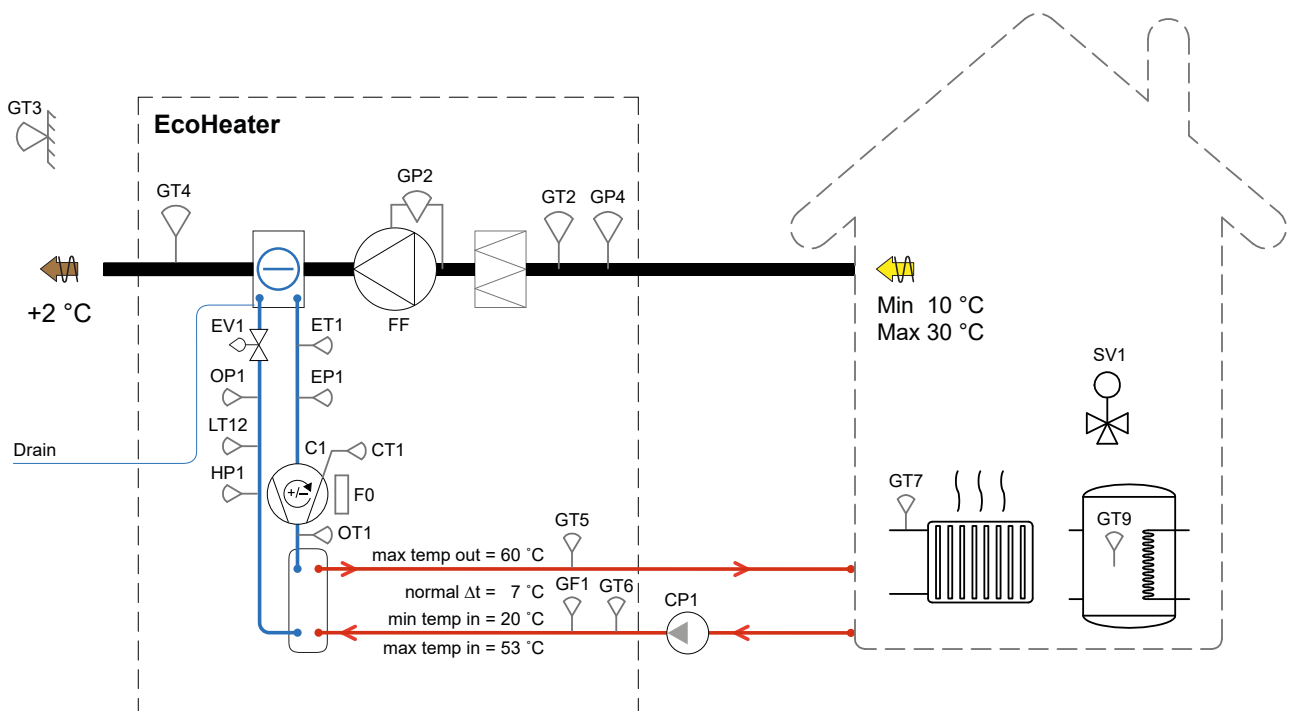 GT3
EcoHeater
GT4
GP2
GT2
GP4
+2 °C
FF
Min 10 °C
Max 30 °C
EV1
ET1
OP1
EP1
SV1
LT12
C1
CT1
Drain
HP1
+/-
F0
GT7
OT1
GT9
max temp out = 60 ˚C
GT5
normal Δt = 7 ˚C
GF1
GT6
CP1
min temp in = 20 ˚C
max temp in = 53 ˚C